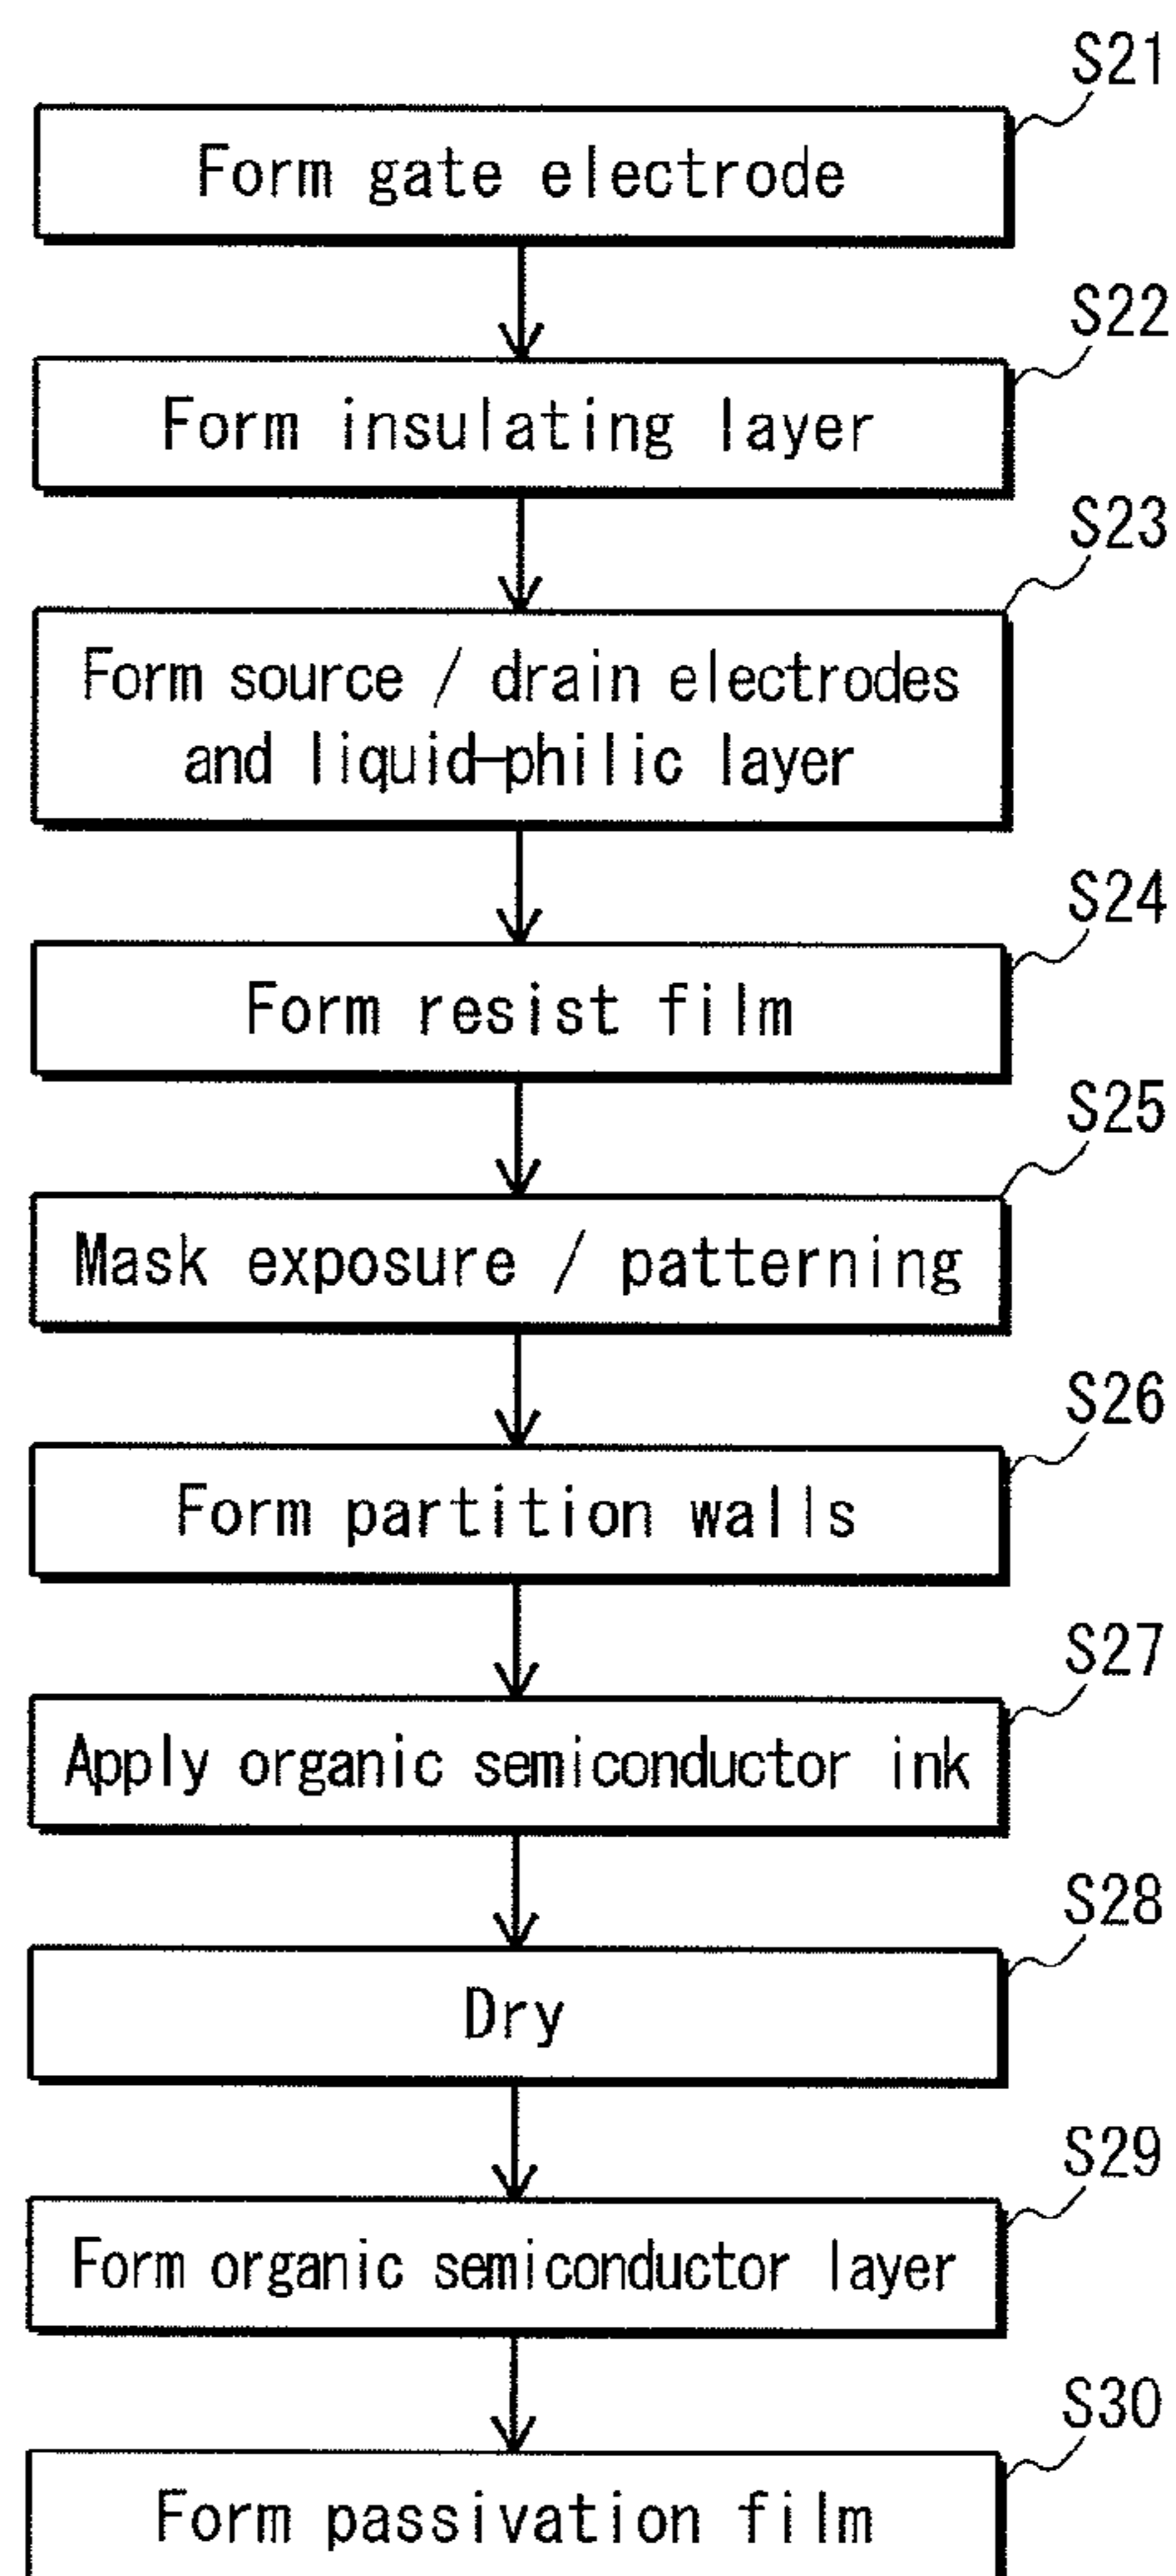 S21
Form gate electrode
S22
Form insulating layer
S23
Form source / drain electrodes
and liquid-philic layer
S24
Form resist film
S25
Mask exposure / patterning
S26
Form partition walls
S27
Apply organic semiconductor ink
S28
Dry
S29
Form organic semiconductor layer
S30
Form passivation film